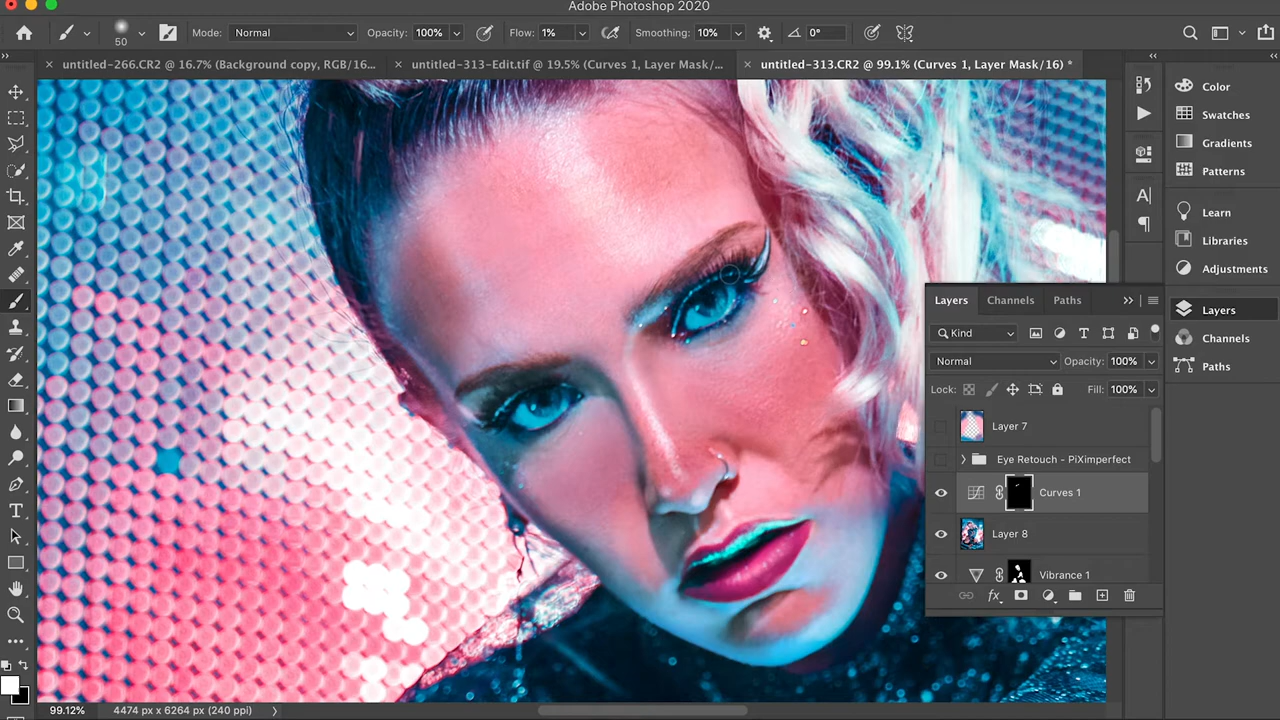 Adobe Photoshop 2020
50
Mode: Normal Opacity: 100% Flow: 1% Smoothing: 10% 0°
untitled-266.CR2 @ 16.7% (Background copy, RGB/16... untitled-313-Edit.tif @ 19.5% (Curves 1, Layer Mask/... untitled-313.CR2 @ 99.1% (Curves 1, Layer Mask/16) *
Color
Swatches
Gradients
Patterns
Learn
Libraries
Adjustments
Layers
Channels
Paths
Layers Channels Paths
Kind
Normal Opacity: 100%
Lock: Fill: 100%
Layer 7
Eye Retouch - PiXimperfect
Curves 1
Layer 8
Vibrance 1
fx
99.12% 4474 px x 6264 px (240 ppi)